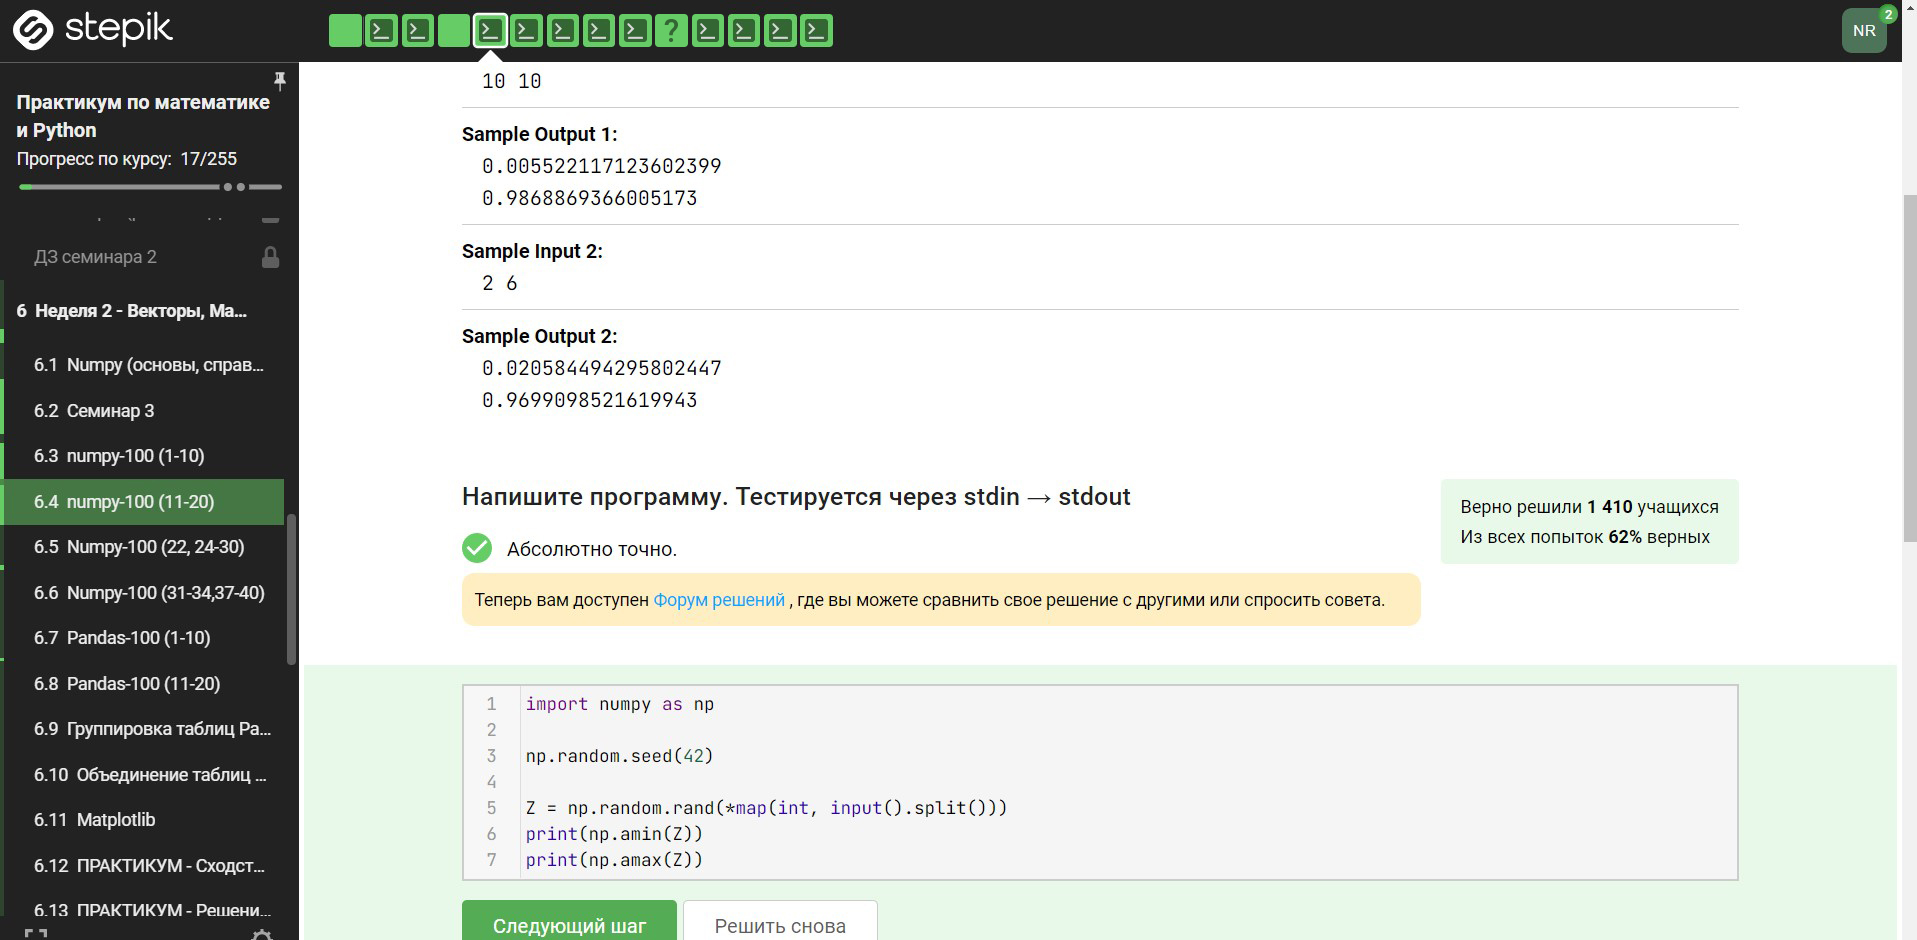 stepik
?
NR
2
Практикум по математике
и Python
Прогресс по курсу: 17/255
ДЗ семинара 2
6 Неделя 2 - Векторы, Ма...
6.1 Numpy (основы, справ...
6.2 Семинар 3
6.3 numpy-100 (1-10)
6.4 numpy-100 (11-20)
6.5 Numpy-100 (22, 24-30)
6.6 Numpy-100 (31-34,37-40)
6.7 Pandas-100 (1-10)
6.8 Pandas-100 (11-20)
6.9 Группировка таблиц Pa...
6.10 Объединение таблиц ...
6.11 Matplotlib
6.12 ПРАКТИКУМ - Сходст...
6.13 ПРАКТИКУМ - Решени...
10 10
Sample Output 1:
0.005522117123602399
0.9868869366005173
Sample Input 2:
2 6
Sample Output 2:
0.020584494295802447
0.9699098521619943
Напишите программу. Тестируется через stdin → stdout
Верно решили 1 410 учащихся
Из всех попыток 62% верных
Абсолютно точно.
Теперь вам доступен Форум решений , где вы можете сравнить свое решение с другими или спросить совета.
1 import numpy as np
2
3 np.random.seed(42)
4
5 Z = np.random.rand(*map(int, input().split()))
6 print(np.amin(Z))
7 print(np.amax(Z))
Следующий шаг
Решить снова